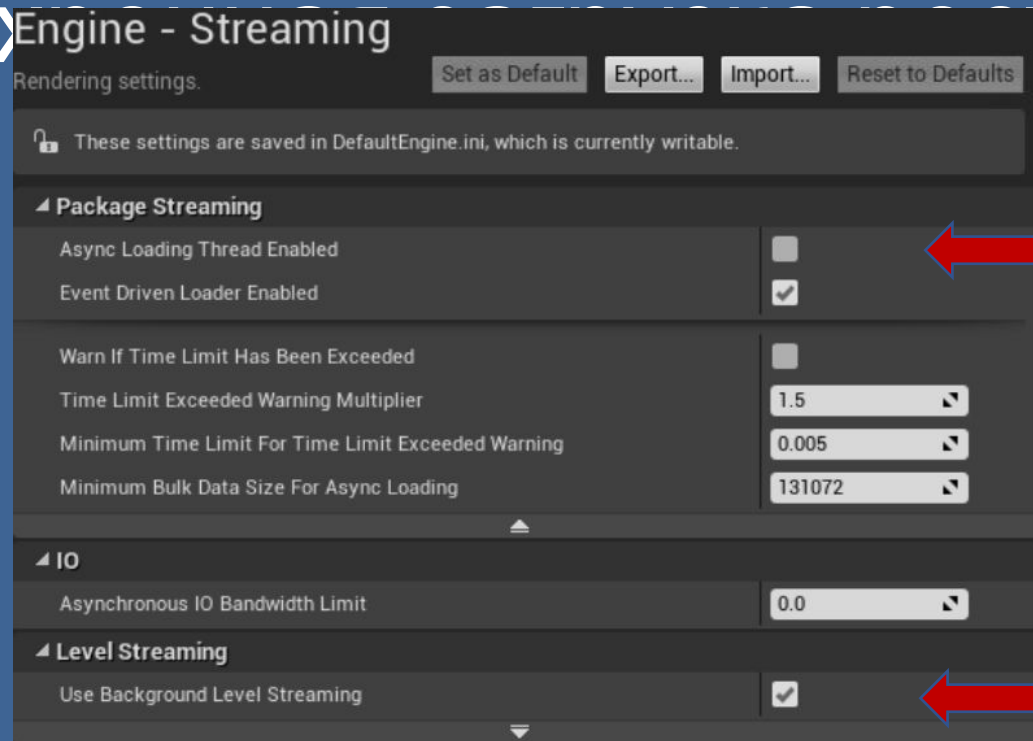 Engine - Streaming
Rendering settings.
Set as Default
Export...
Import...
Reset to Defaults
These settings are saved in DefaultEngine.ini, which is currently writable.
Package Streaming
Async Loading Thread Enabled
Event Driven Loader Enabled
Warn If Time Limit Has Been Exceeded
Time Limit Exceeded Warning Multiplier 1.5
Minimum Time Limit For Time Limit Exceeded Warning 0.005
Minimum Bulk Data Size For Async Loading 131072
IO
Asynchronous IO Bandwidth Limit 0.0
Level Streaming
Use Background Level Streaming